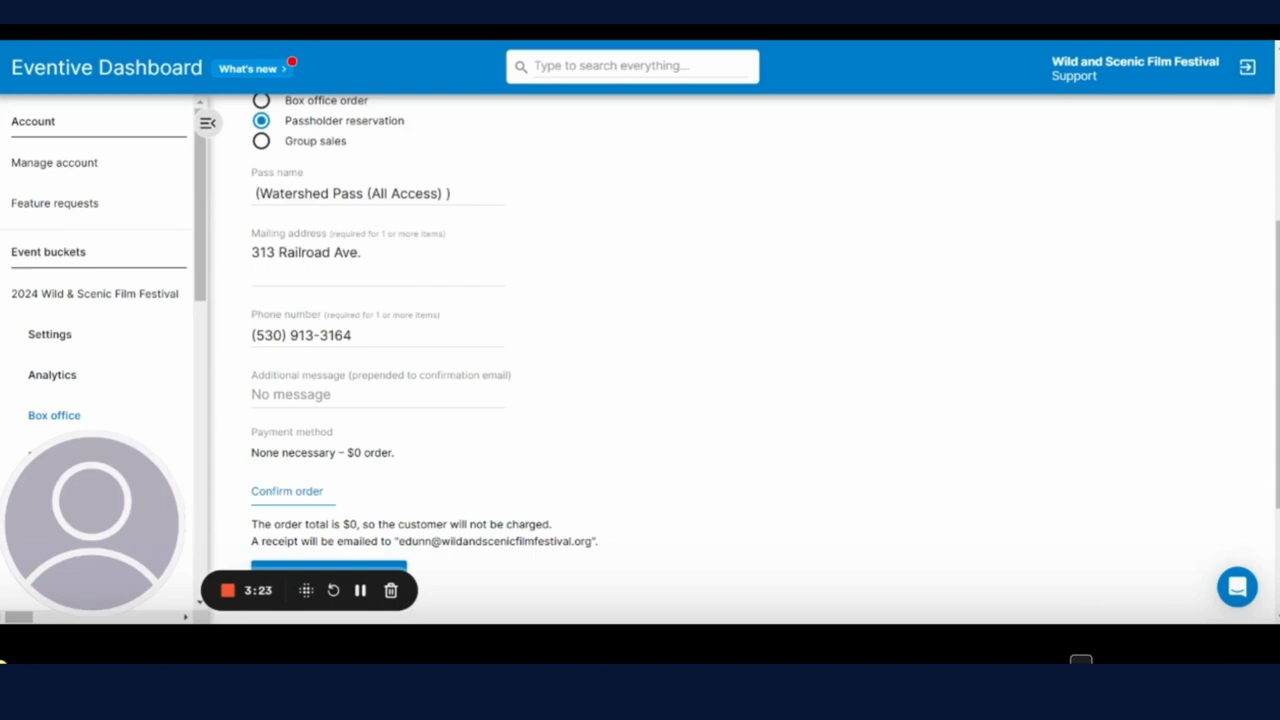 Eventive Dashboard
What's new ›
Type to search everything...
Wild and Scenic Film Festival
Support
Account
Manage account
Feature requests
Event buckets
2024 Wild & Scenic Film Festival
Settings
Analytics
Box office
Box office order
Passholder reservation
Group sales
Pass name
(Watershed Pass (All Access) )
Mailing address (required for 1 or more items)
313 Railroad Ave.
Phone number (required for 1 or more items)
(530) 913-3164
Additional message (prepended to confirmation email)
No message
Payment method
None necessary – $0 order.
Confirm order
The order total is $0, so the customer will not be charged.
A receipt will be emailed to "edunn@wildandscenicfilmfestival.org".
3:23